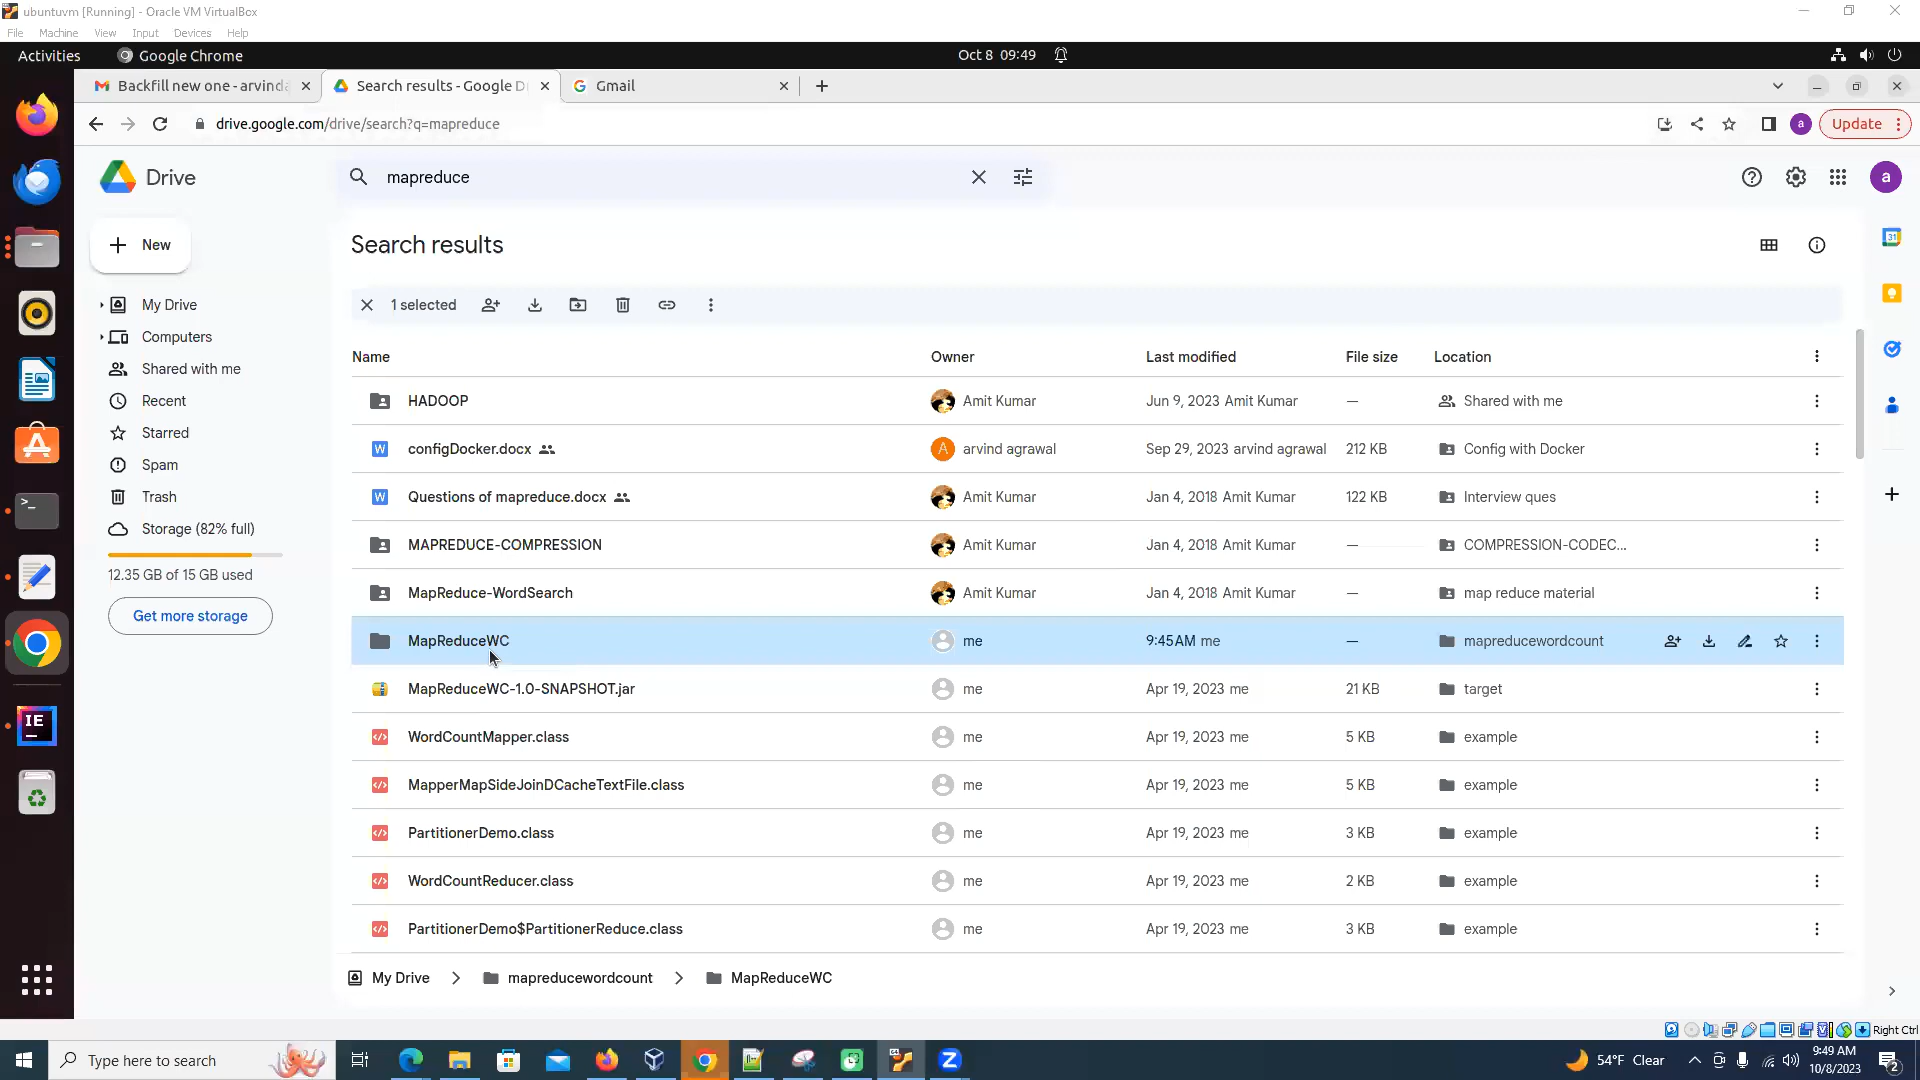 ubuntuvm [Running] - Oracle VM VirtualBox
File Machine View Input Devices Help
Activities Google Chrome Oct 8 09:49
Backfill new one - arvinda Search results - Google D Gmail
drive.google.com/drive/search?q=mapreduce a Update
Drive mapreduce a
New
Search results
31
1 selected
My Drive
Computers
Shared with me
Recent
Starred
Spam
Trash
Storage (82% full)
12.35 GB of 15 GB used
Get more storage
Name Owner Last modified File size Location
HADOOP Amit Kumar Jun 9, 2023 Amit Kumar — Shared with me
W configDocker.docx A arvind agrawal Sep 29, 2023 arvind agrawal 212 KB Config with Docker
W Questions of mapreduce.docx Amit Kumar Jan 4, 2018 Amit Kumar 122 KB Interview ques
MAPREDUCE-COMPRESSION Amit Kumar Jan 4, 2018 Amit Kumar — COMPRESSION-CODEC...
MapReduce-WordSearch Amit Kumar Jan 4, 2018 Amit Kumar — map reduce material
MapReduceWC me 9:45 AM me — mapreducewordcount
MapReduceWC-1.0-SNAPSHOT.jar me Apr 19, 2023 me 21 KB target
WordCountMapper.class me Apr 19, 2023 me 5 KB example
MapperMapSideJoinDCacheTextFile.class me Apr 19, 2023 me 5 KB example
PartitionerDemo.class me Apr 19, 2023 me 3 KB example
WordCountReducer.class me Apr 19, 2023 me 2 KB example
PartitionerDemo$PartitionerReduce.class me Apr 19, 2023 me 3 KB example
My Drive > mapreducewordcount > MapReduceWC
IE
Right Ctrl
Type here to search
54°F Clear
9:49 AM
10/8/2023
2